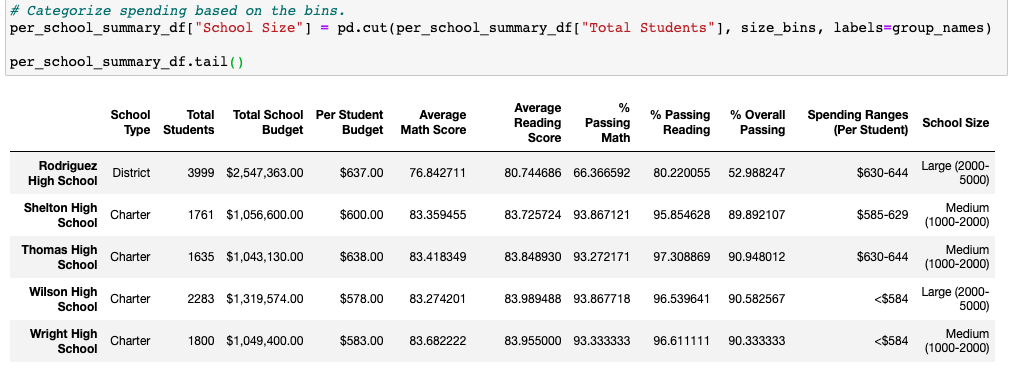 # Categorize spending based on the bins.
per_school_summary_df["School Size"] = pd.cut(per_school_summary_df["Total Students"], size_bins, labels=group_names)
per_school_summary_df.tail()
School Type Total Students Total School Budget Per Student Budget Average Math Score Average Reading Score % Passing Math % Passing Reading % Overall Passing Spending Ranges (Per Student) School Size
Rodriguez High School District 3999 $2,547,363.00 $637.00 76.842711 80.744686 66.366592 80.220055 52.988247 $630-644 Large (2000-5000)
Shelton High School Charter 1761 $1,056,600.00 $600.00 83.359455 83.725724 93.867121 95.854628 89.892107 $585-629 Medium (1000-2000)
Thomas High School Charter 1635 $1,043,130.00 $638.00 83.418349 83.848930 93.272171 97.308869 90.948012 $630-644 Medium (1000-2000)
Wilson High School Charter 2283 $1,319,574.00 $578.00 83.274201 83.989488 93.867718 96.539641 90.582567 <$584 Large (2000-5000)
Wright High School Charter 1800 $1,049,400.00 $583.00 83.682222 83.955000 93.333333 96.611111 90.333333 <$584 Medium (1000-2000)